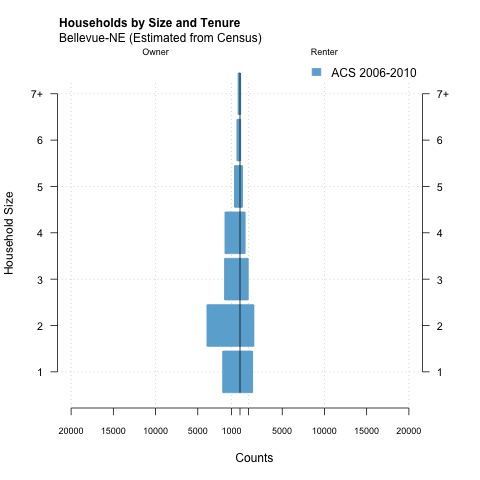 Households by Size and Tenure
Bellevue-NE (Estimated from Census)
Owner Renter
ACS 2006-2010
7+ 7+
6 6
5 5
4 4
3 3
2 2
1 1
Household Size
20000 15000 10000 5000 1000 5000 10000 15000 20000
Counts